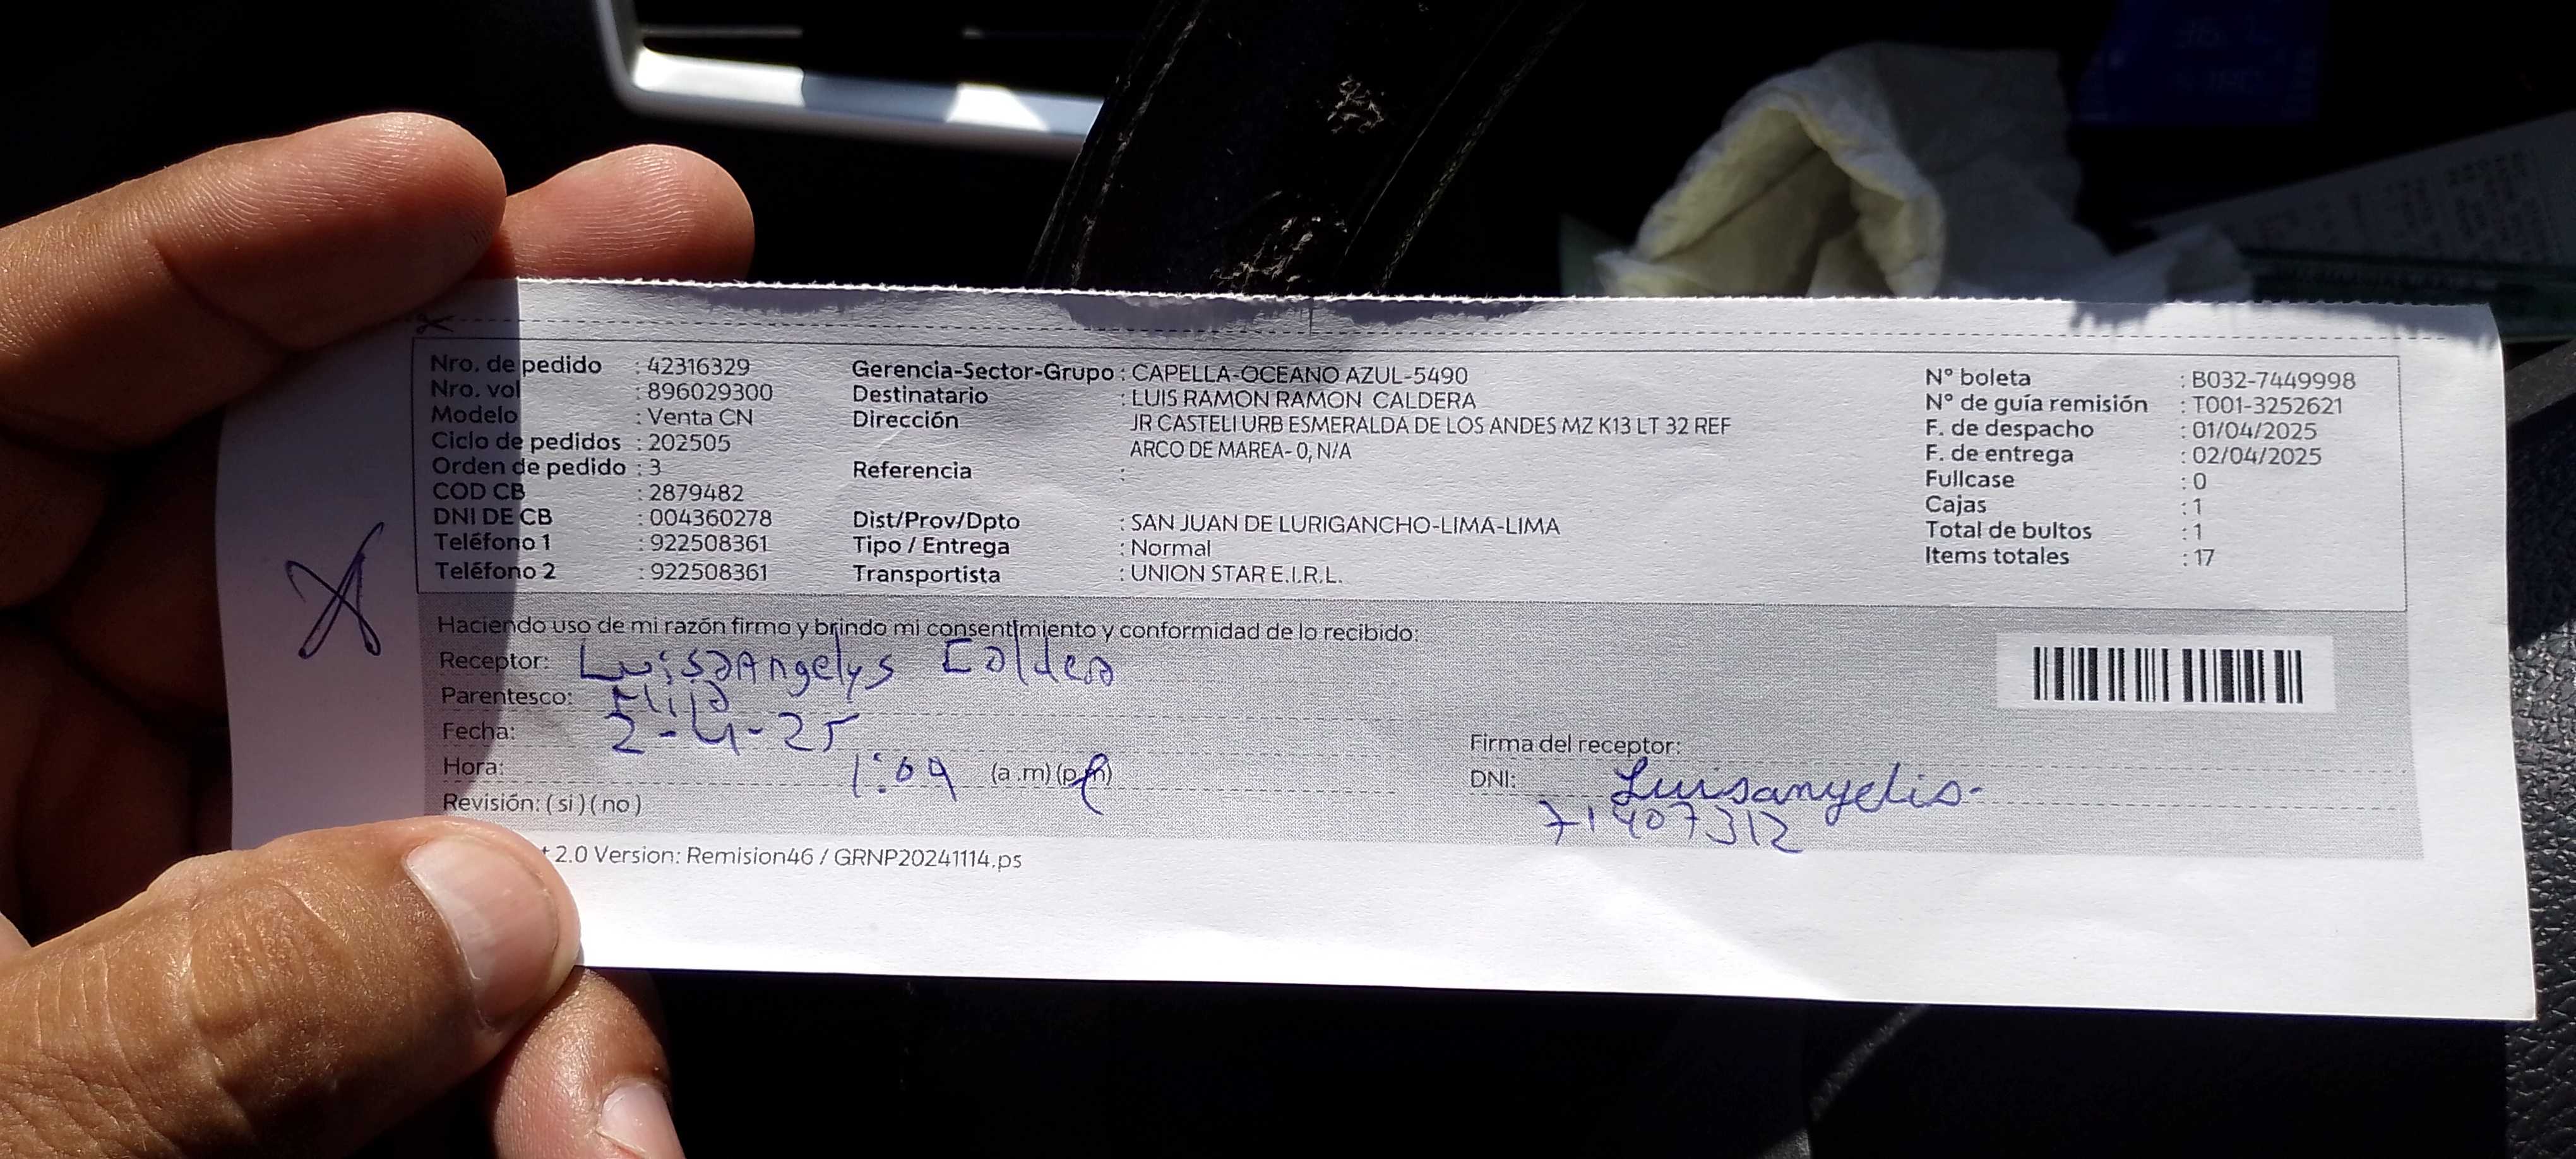 Nro. de pedido : 42316329
Nro. vol : 896029300
Modelo : Venta CN
Ciclo de pedidos : 202505
Orden de pedido : 3
COD CB : 2879482
DNI DE CB : 004360278
Teléfono 1 : 922508361
Teléfono 2 : 922508361
Gerencia-Sector-Grupo : CAPELLA-OCEANO AZUL-5490
Destinatario : LUIS RAMON RAMON CALDERA
Dirección JR CASTELI URB ESMERALDA DE LOS ANDES MZ K13 LT 32 REF
ARCO DE MAREA- 0, N/A
Referencia :
Dist/Prov/Dpto : SAN JUAN DE LURIGANCHO-LIMA-LIMA
Tipo / Entrega : Normal
Transportista : UNION STAR E.I.R.L.
N° boleta : B032-7449998
N° de guía remisión : T001-3252621
F. de despacho : 01/04/2025
F. de entrega : 02/04/2025
Fullcase : 0
Cajas : 1
Total de bultos : 1
Items totales : 17
Haciendo uso de mi razón firmo y brindo mi consentimiento y conformidad de lo recibido:
Receptor: LuisaAngelys
Parentesco: Hija
Fecha: 2-4-25
Hora: 1:09 (a.m) (p.m)
Revisión: (si) (no)
Firma del receptor:
Luisanyelis
DNI: 71407312
2.0 Version: Remision46 / GRNP20241114.ps